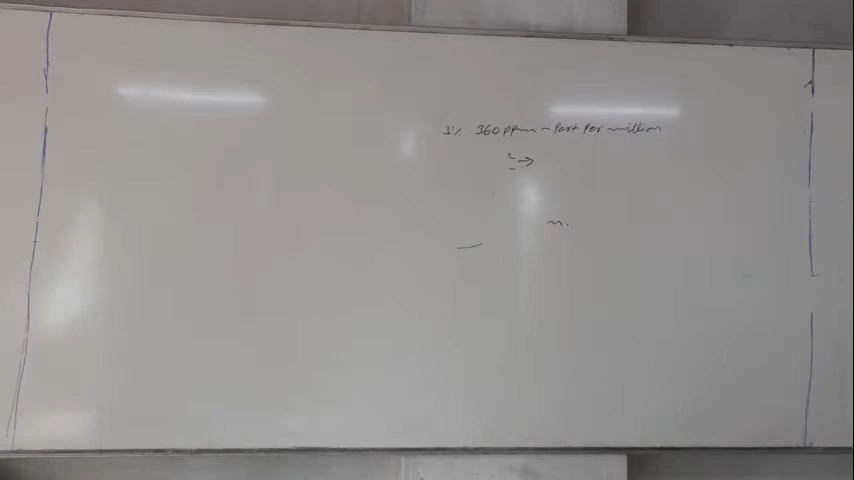 3% 360 ppm - Part Per million
→
m.